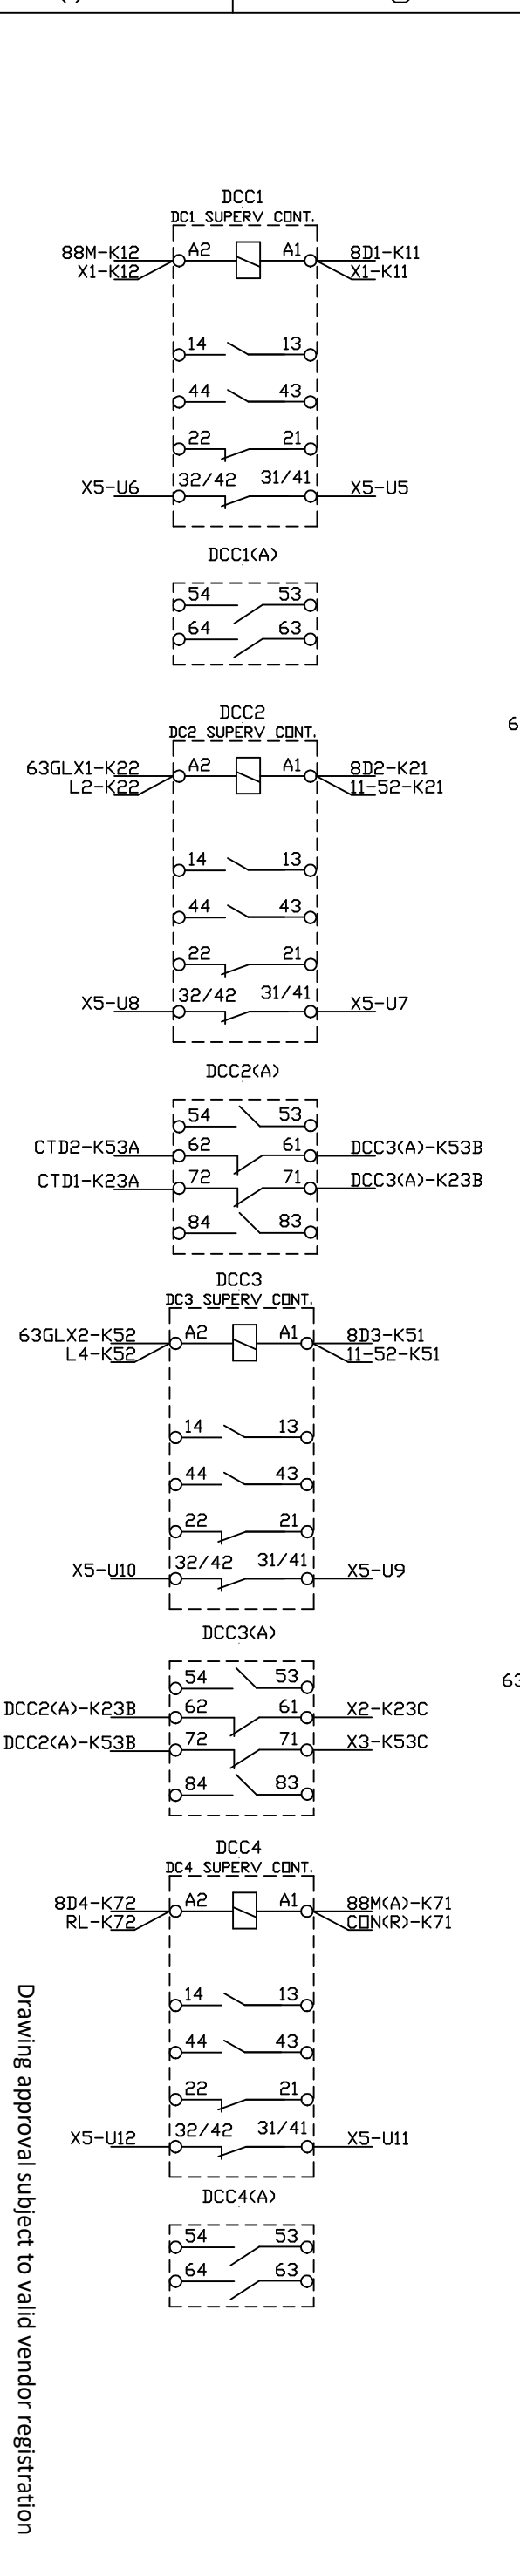 DCC1
DC1 SUPERV CONT.
88M-K12 A2 A1 8D1-K11
X1-K12 X1-K11
14 13
44 43
22 21
X5-U6 32/42 31/41 X5-U5
DCC1(A)
54 53
64 63
DCC2
DC2 SUPERV CONT.
63GLX1-K22 A2 A1 8D2-K21
L2-K22 11-52-K21
14 13
44 43
22 21
X5-U8 32/42 31/41 X5-U7
DCC2(A)
54 53
CTD2-K53A 62 61 DCC3(A)-K53B
CTD1-K23A 72 71 DCC3(A)-K23B
84 83
DCC3
DC3 SUPERV CONT.
63GLX2-K52 A2 A1 8D3-K51
L4-K52 11-52-K51
14 13
44 43
22 21
X5-U10 32/42 31/41 X5-U9
DCC3(A)
54 53
DCC2(A)-K23B 62 61 X2-K23C
DCC2(A)-K53B 72 71 X3-K53C
84 83
DCC4
DC4 SUPERV CONT.
8D4-K72 A2 A1 88M(A)-K71
RL-K72 CON(R)-K71
14 13
44 43
22 21
X5-U12 32/42 31/41 X5-U11
DCC4(A)
54 53
64 63
6
63
Drawing approval subject to valid vendor registration